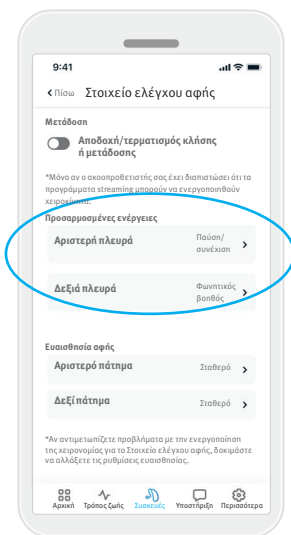 9:41
Πίσω Στοιχείο ελέγχου αφής
Μετάδοση
Αποδοχή/τερματισμός κλήσης
ή μετάδοσης
*Μόνο αν ο ακοοπροθετιστής σας έχει διαπιστώσει ότι τα
προγράμματα streaming μπορούν να ενεργοποιηθούν
χειροκίνητα.
Προσαρμοσμένες ενέργειες
Αριστερή πλευρά
Παύση/
συνέχιση
Δεξιά πλευρά
Φωνητικός
βοηθός
Ευαισθησία αφής
Αριστερό πάτημα Σταθερό
Δεξί πάτημα Σταθερό
*Αν αντιμετωπίζετε προβλήματα με την ενεργοποίηση
της χειρονομίας για το Στοιχείο ελέγχου αφής, δοκιμάστε
να αλλάξετε τις ρυθμίσεις ευαισθησίας.
Αρχική Τρόπος ζωής Συσκευές Υποστήριξη Περισσότερα